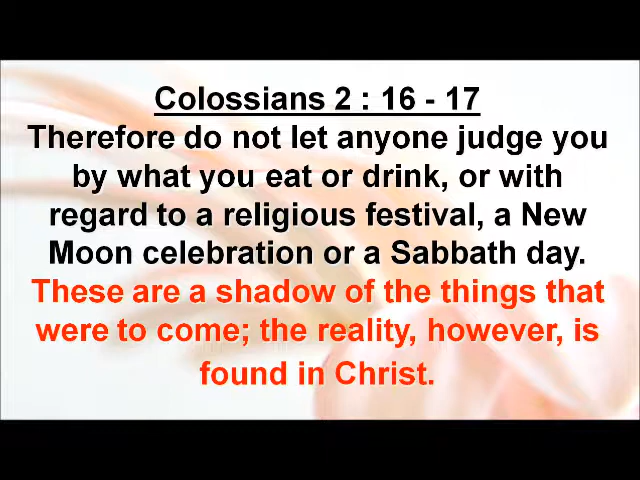 Colossians 2 : 16 - 17
Therefore do not let anyone judge you
by what you eat or drink, or with
regard to a religious festival, a New
Moon celebration or a Sabbath day.
These are a shadow of the things that
were to come; the reality, however, is
found in Christ.